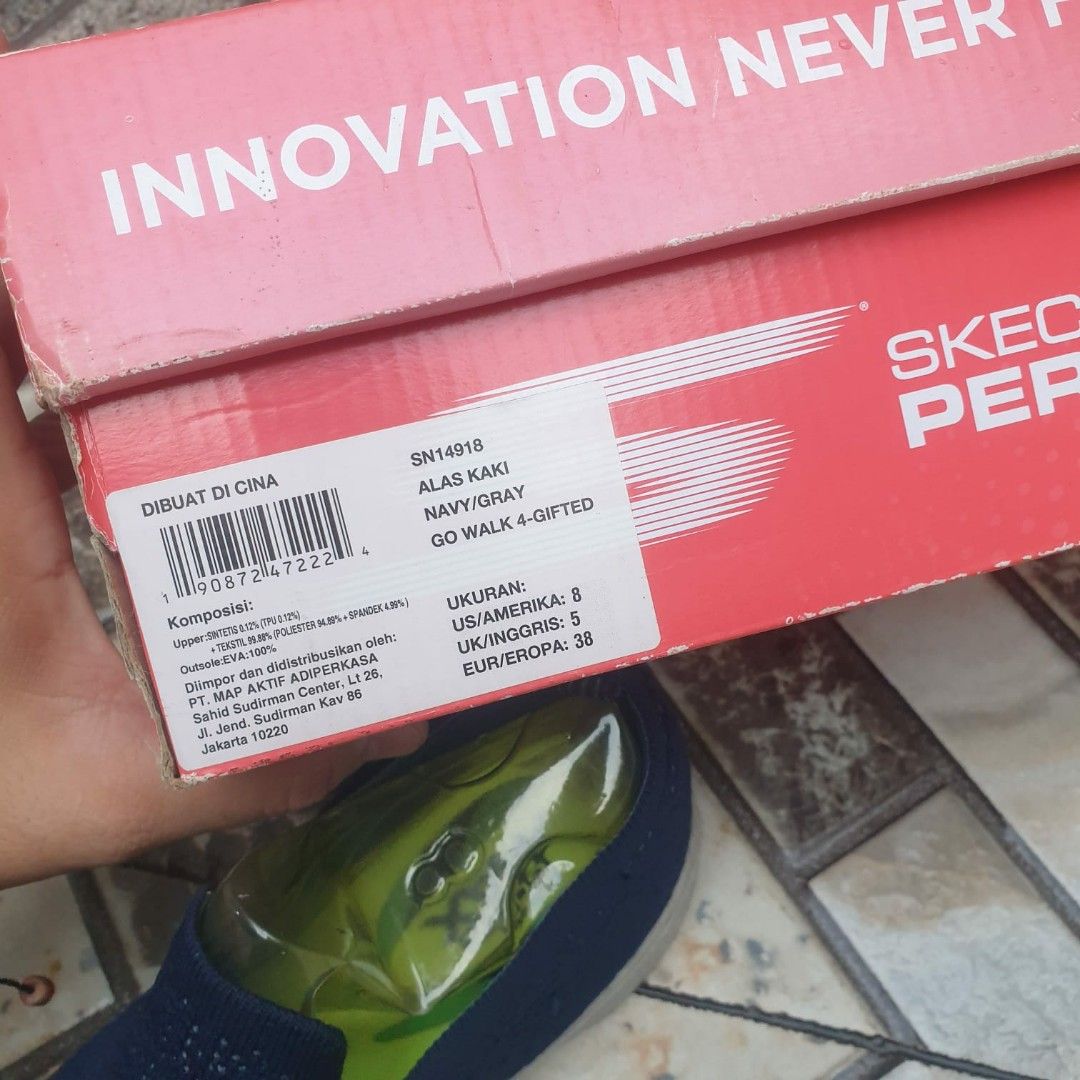 INNOVATION NEVER
SKEC
PER
DIBUAT DI CINA
1 90872 47222 4
SN14918
ALAS KAKI
NAVY/GRAY
GO WALK 4-GIFTED
Komposisi:
Upper:SINTETIS 0.12% (TPU 0.12%)
+ TEKSTIL 99.88% (POLIESTER 94.89% + SPANDEK 4.99%)
Outsole:EVA:100%
Diimpor dan didistribusikan oleh:
PT. MAP AKTIF ADIPERKASA
Sahid Sudirman Center, Lt 26,
Jl. Jend. Sudirman Kav 86
Jakarta 10220
UKURAN:
US/AMERIKA: 8
UK/INGGRIS: 5
EUR/EROPA: 38
8